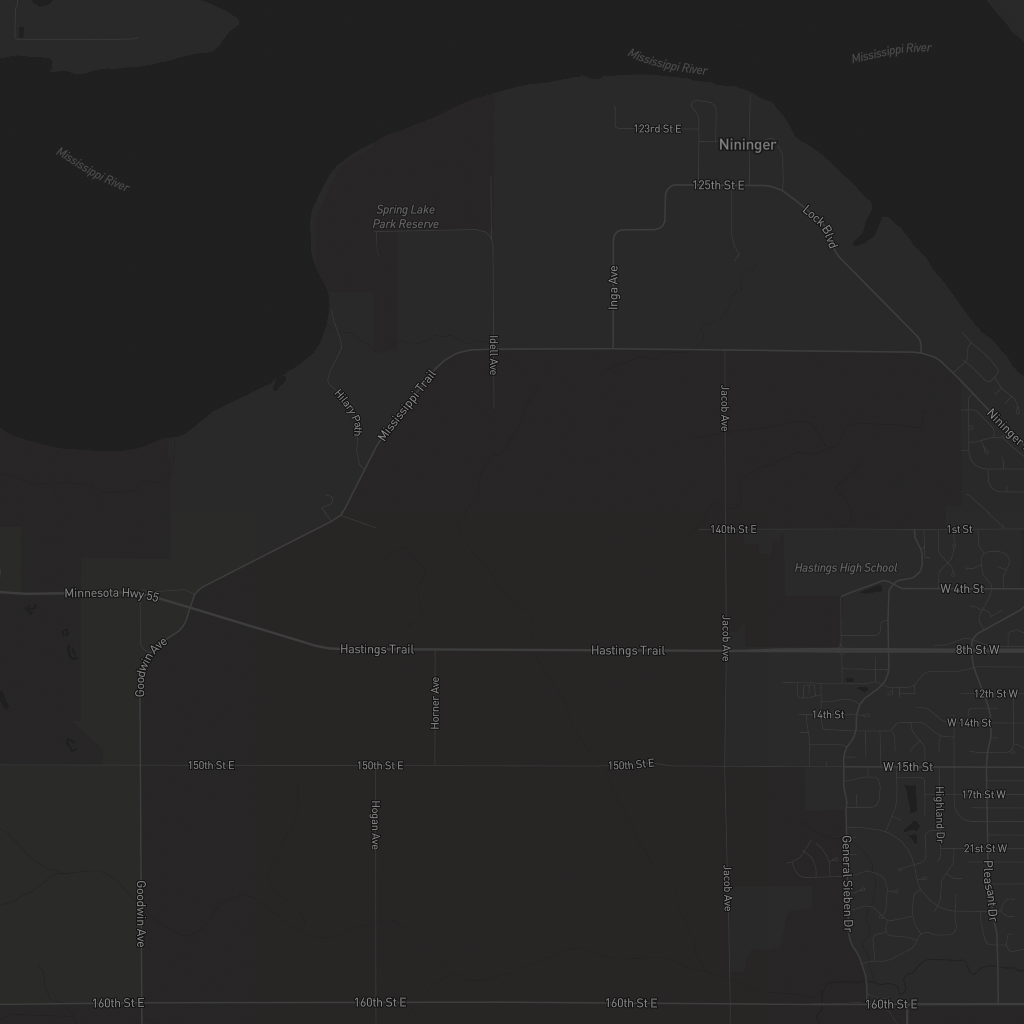 Mississippi River
Mississippi River
Mississippi River
123rd St E
Nininger
125th St E
Spring Lake
Park Reserve
Lock Blvd
Inga Ave
Idell Ave
Mississippi Trail
Hilary Path
Jacob Ave
Nininger
140th St E
1st St
Hastings High School
W 4th St
Minnesota Hwy 55
Goodwin Ave
Hastings Trail
Hastings Trail
Jacob Ave
8th St W
Horner Ave
12th St W
14th St
W 14th St
150th St E
150th St E
150th St E
W 15th St
Hogan Ave
Highland Dr
17th St W
21st St W
General Sieben Dr
Pleasant Dr
Goodwin Ave
Jacob Ave
160th St E
160th St E
160th St E
160th St E